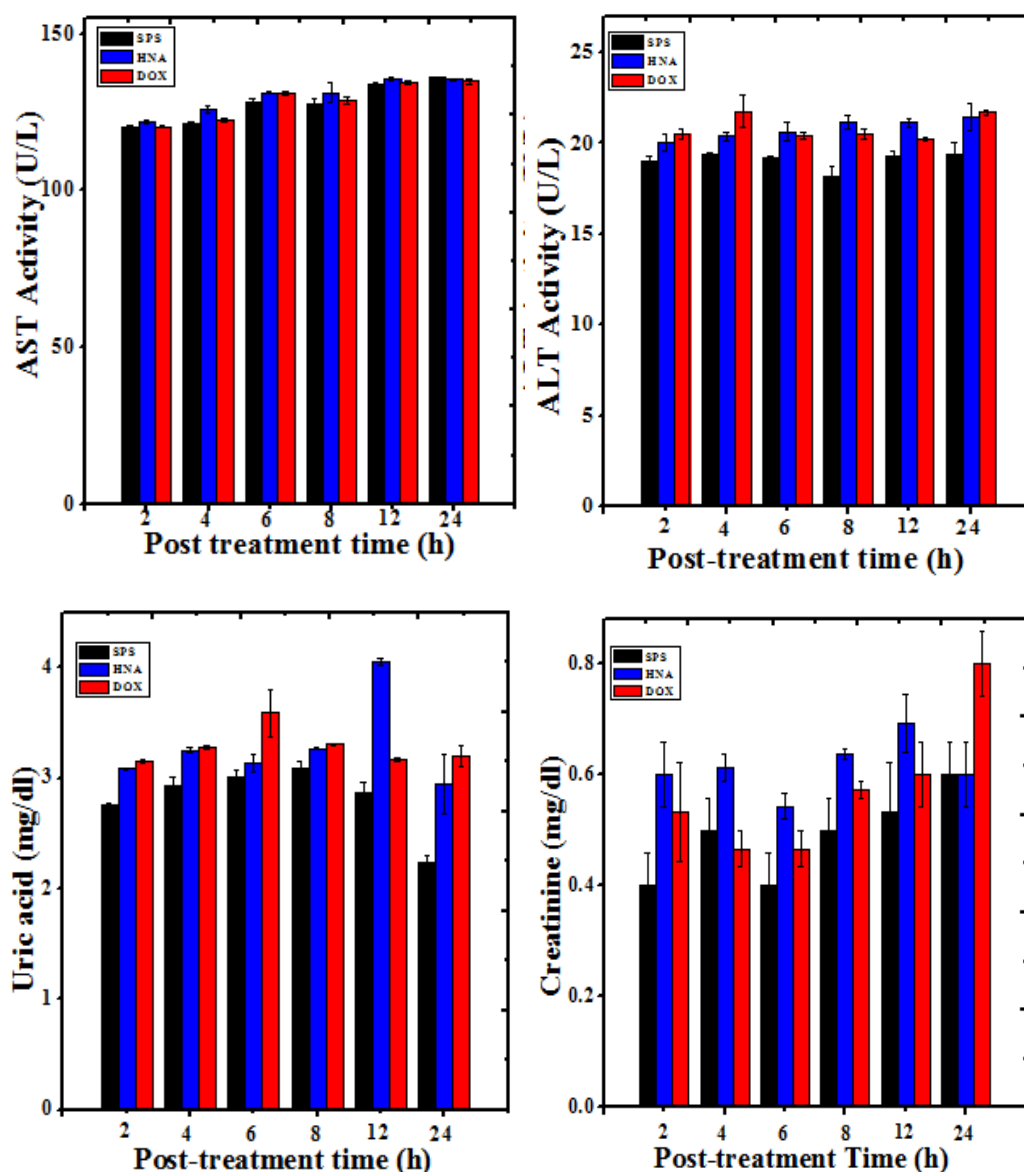 150
100
50
0
AST Activity (U/L)
SPS
HNA
DOX
2 4 6 8 12 24
Post treatment time (h)
25
20
15
10
5
0
ALT Activity (U/L)
SPS
HNA
DOX
2 4 6 8 12 24
Post-treatment time (h)
4
3
2
1
0
Uric acid (mg/dl)
SPS
HNA
DOX
2 4 6 8 12 24
Post-treatment time (h)
0.8
0.6
0.4
0.2
0.0
Creatinine (mg/dl)
SPS
HNA
DOX
2 4 6 8 12 24
Post-treatment Time (h)